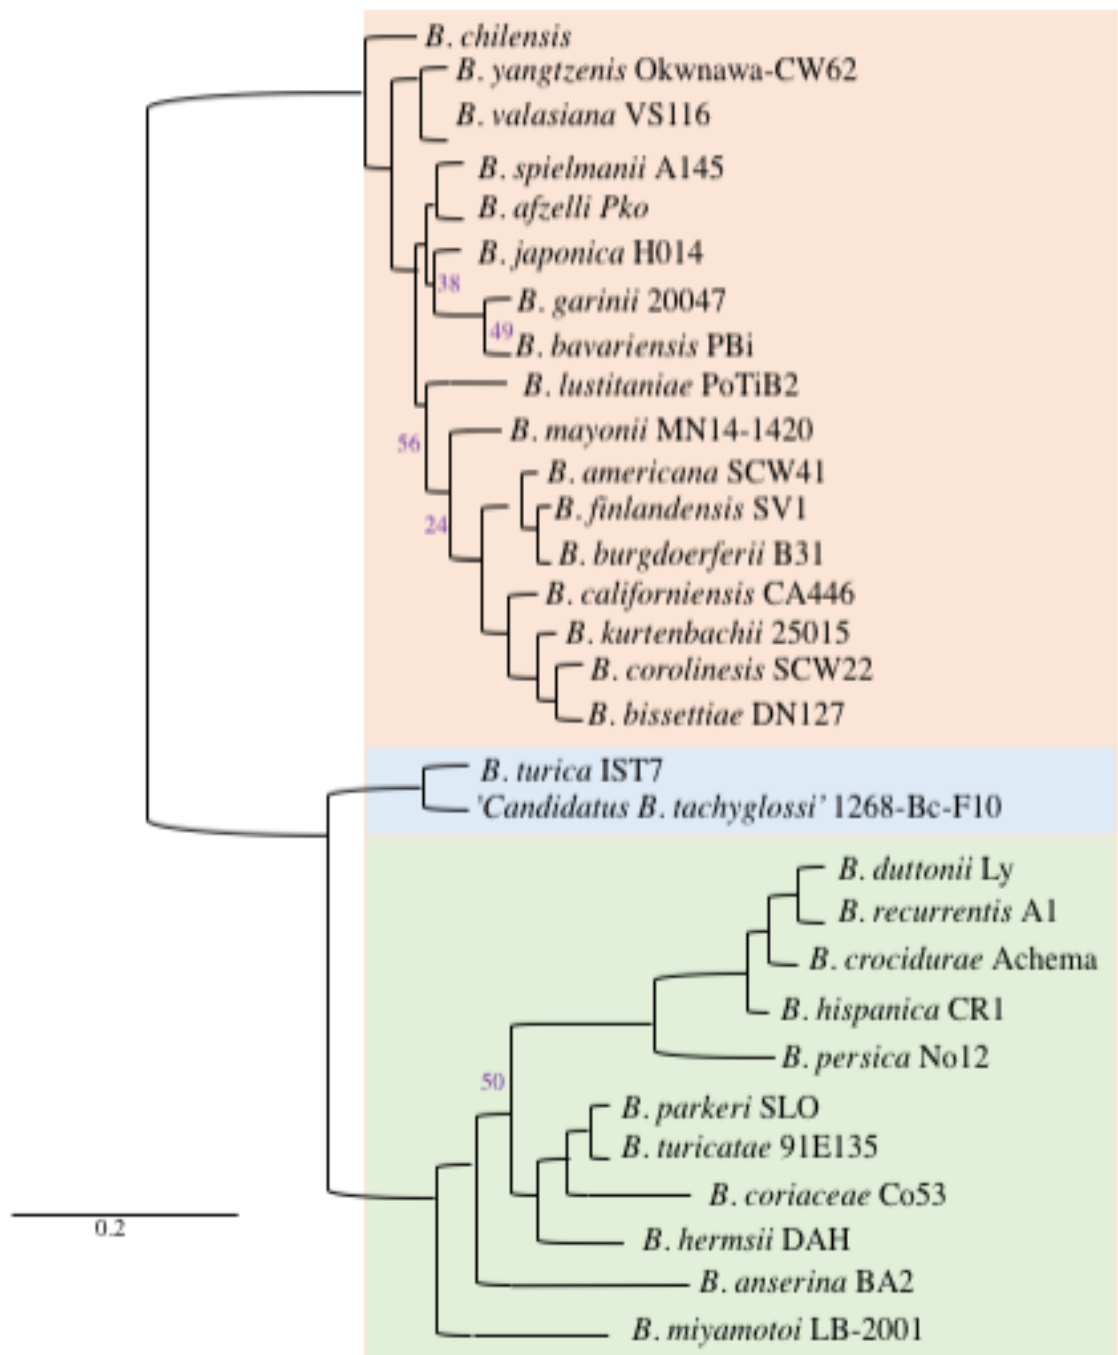 B. chilensis
B. yangtzenis Okwnawa-CW62
B. valasiana VS116
B. spielmanii A145
B. afzelli Pko
B. japonica H014
38
B. garinii 20047
49
B. bavariensis PBi
B. lustitaniae PoTiB2
B. mayonii MN14-1420
56
B. americana SCW41
B. finlandensis SV1
24
B. burgdoerferii B31
B. californiensis CA446
B. kurtenbachii 25015
B. corolinesis SCW22
B. bissettiae DN127
B. turica IST7
'Candidatus B. tachyglossi' 1268-Bc-F10
B. duttonii Ly
B. recurrentis A1
B. crocidurae Achema
B. hispanica CR1
B. persica No12
50
B. parkeri SLO
B. turicatae 91E135
B. coriaceae Co53
0.2
B. hermsii DAH
B. anserina BA2
B. miyamotoi LB-2001